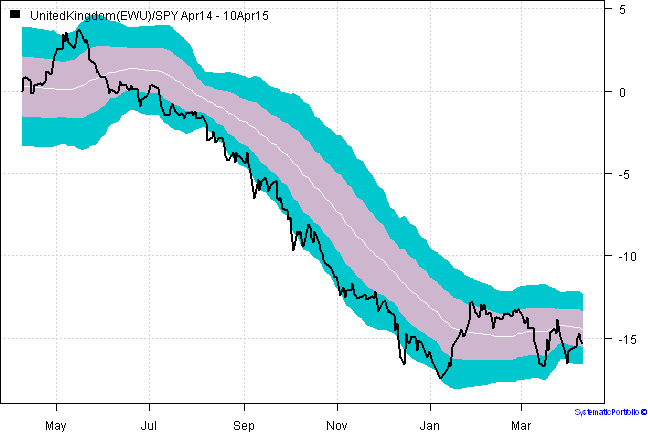 UnitedKingdom(EWU)/SPY Apr14 - 10Apr15
5
0
-5
-10
-15
May Jul Sep Nov Jan Mar
SystematicPortfolio ©